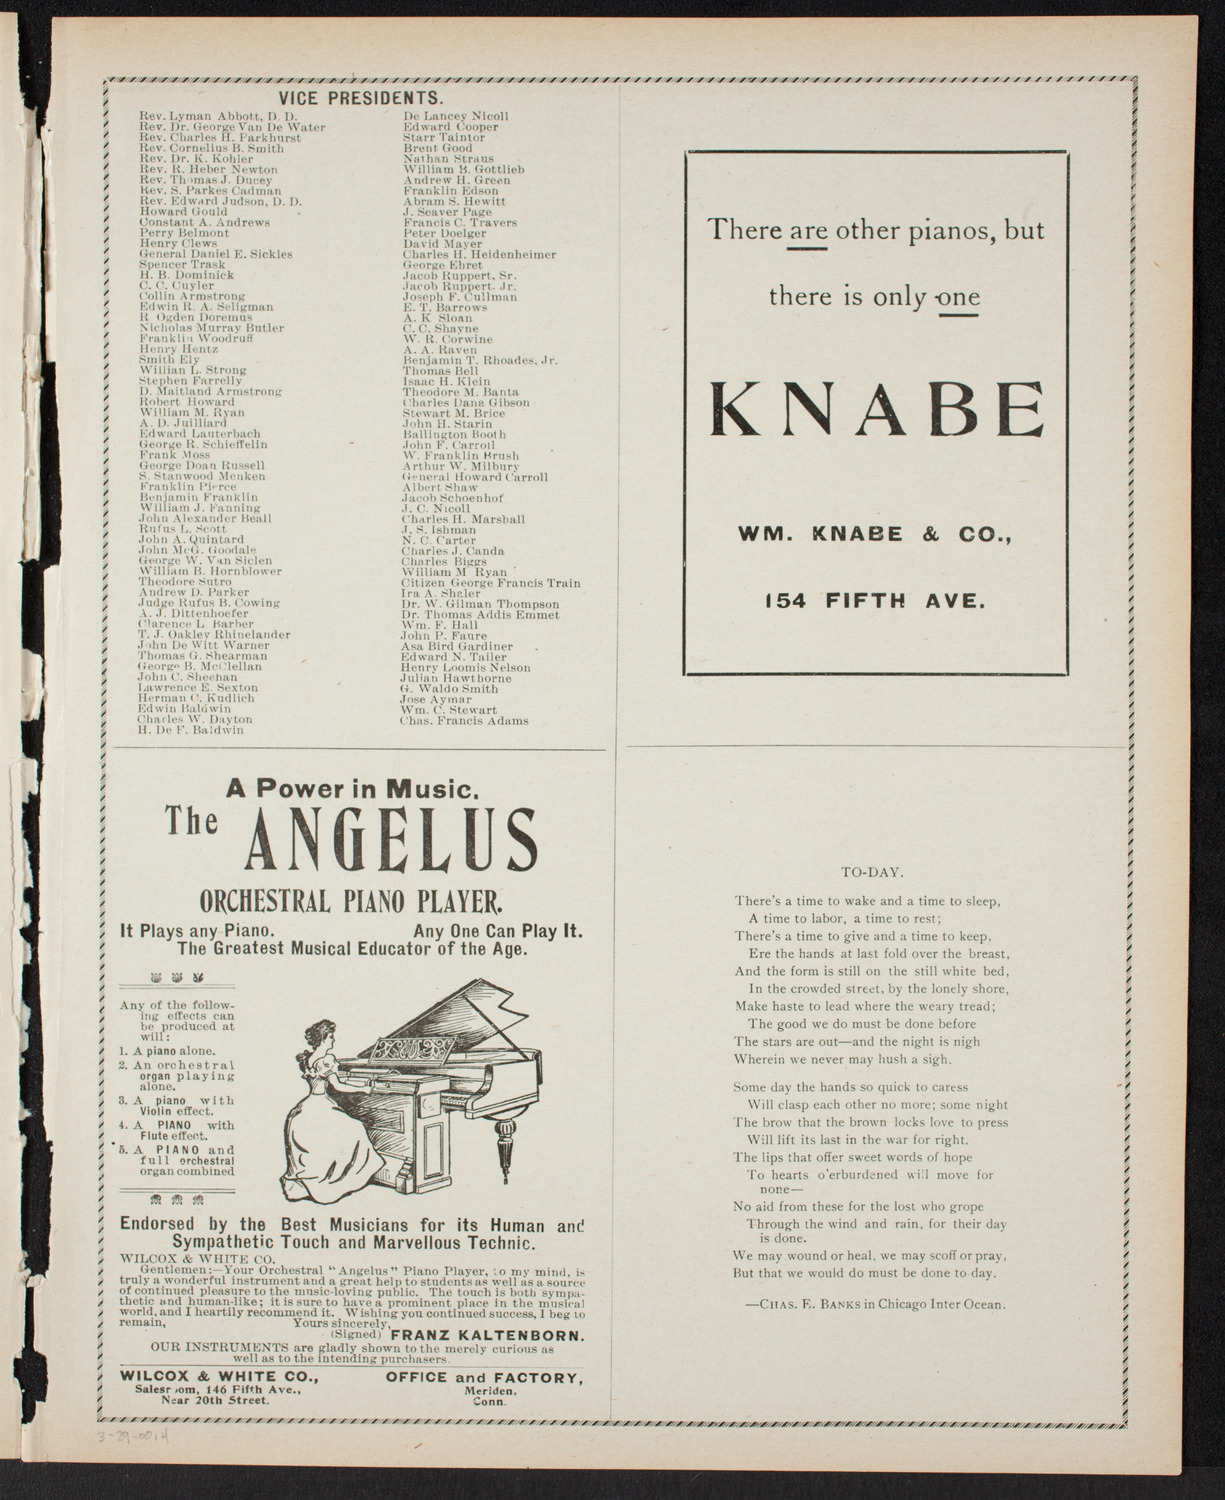 VICE PRESIDENTS.
Rev. Lyman Abbott, D. D.
Rev. Dr. George Van De Water
Rev. Charles H. Parkhurst
Rev. Cornelius B. Smith
Rev. Dr. K. Kohler
Rev. R. Heber Newton
Rev. Thomas J. Ducey
Rev. S. Parkes Cadman
Rev. Edward Judson, D. D.
Howard Gould
Constant A. Andrews
Perry Belmont
Henry Clews
General Daniel E. Sickles
Spencer Trask
H. B. Dominick
C. C. Cuyler
Collin Armstrong
Edwin R. A. Seligman
R. Ogden Doremus
Nicholas Murray Butler
Franklin Woodruff
Henry Hentz
Smith Ely
Willian L. Strong
Stephen Farrelly
D. Maitland Armstrong
Robert Howard
William M. Ryan
A. D. Juilliard
Edward Lauterbach
George R. Schieffelin
Frank Moss
George Doan Russell
S. Stanwood Menken
Franklin Pierce
Benjamin Franklin
William J. Fanning
John Alexander Beall
Rufus L. Scott
John A. Quintard
John McG. Goodale
George W. Van Siclen
William B. Hornblower
Theodore Sutro
Andrew D. Parker
Judge Rufus B. Cowing
A. J. Dittenhoefer
Clarence L. Barber
T. J. Oakley Rhinelander
John De Witt Warner
Thomas G. Shearman
George B. McClellan
John C. Sheehan
Lawrence E. Sexton
Herman C. Kudlich
Edwin Baldwin
Charles W. Dayton
H. De F. Baldwin
De Lancey Nicoll
Edward Cooper
Starr Taintor
Brent Good
Nathan Straus
William B. Gottlieb
Andrew H. Green
Franklin Edson
Abram S. Hewitt
J. Seaver Page
Francis C. Travers
Peter Doelger
David Mayer
Charles H. Heidenheimer
George Ehret
Jacob Ruppert, Sr.
Jacob Ruppert. Jr.
Joseph F. Cullman
E. T. Barrows
A. K Sloan
C. C. Shayne
W. R. Corwine
A. A. Raven
Benjamin T. Rhoades, Jr.
Thomas Bell
Isaac H. Klein
Theodore M. Banta
Charles Dana Gibson
Stewart M. Brice
John H. Starin
Ballington Booth
John F. Carroll
W. Franklin Brush
Arthur W. Milbury
General Howard Carroll
Albert Shaw
Jacob Schoenhof
J. C. Nicoll
Charles H. Marshall
J. S. Ishman
N. C. Carter
Charles J. Canda
Charles Biggs
William M Ryan
Citizen George Francis Train
Ira A. Shaler
Dr. W. Gilman Thompson
Dr. Thomas Addis Emmet
Wm. F. Hall
John P. Faure
Asa Bird Gardiner
Edward N. Tailer
Henry Loomis Nelson
Julian Hawthorne
G. Waldo Smith
Jose Aymar
Wm. C. Stewart
Chas. Francis Adams
There are other pianos, but
there is only one
KNABE
WM. KNABE & CO.,
154 FIFTH AVE.
A Power in Music.
The ANGELUS
ORCHESTRAL PIANO PLAYER.
It Plays any Piano. Any One Can Play It.
The Greatest Musical Educator of the Age.
Any of the follow-
ing effects can
be produced at
will:
1. A piano alone.
2. An orchestral
organ playing
alone.
3. A piano with
Violin effect.
4. A PIANO with
Flute effect.
5. A PIANO and
full orchestral
organ combined
Endorsed by the Best Musicians for its Human and
Sympathetic Touch and Marvellous Technic.
WILCOX & WHITE CO.
Gentlemen:—Your Orchestral "Angelus" Piano Player, to my mind, is
truly a wonderful instrument and a great help to students as well as a source
of continued pleasure to the music-loving public. The touch is both sympa-
thetic and human-like; it is sure to have a prominent place in the musical
world, and I heartily recommend it. Wishing you continued success, I beg to
remain, Yours sincerely,
(Signed) FRANZ KALTENBORN.
OUR INSTRUMENTS are gladly shown to the merely curious as
well as to the intending purchasers.
WILCOX & WHITE CO.,
Salesroom, 146 Fifth Ave.,
Near 20th Street.
OFFICE and FACTORY,
Meriden,
Conn.
TO-DAY.
There's a time to wake and a time to sleep,
A time to labor, a time to rest;
There's a time to give and a time to keep,
Ere the hands at last fold over the breast,
And the form is still on the still white bed,
In the crowded street, by the lonely shore,
Make haste to lead where the weary tread;
The good we do must be done before
The stars are out—and the night is nigh
Wherein we never may hush a sigh.
Some day the hands so quick to caress
Will clasp each other no more; some night
The brow that the brown locks love to press
Will lift its last in the war for right.
The lips that offer sweet words of hope
To hearts o'erburdened will move for
none—
No aid from these for the lost who grope
Through the wind and rain, for their day
is done.
We may wound or heal, we may scoff or pray,
But that we would do must be done to-day.
—CHAS. E. BANKS in Chicago Inter Ocean.
3-29-00.4